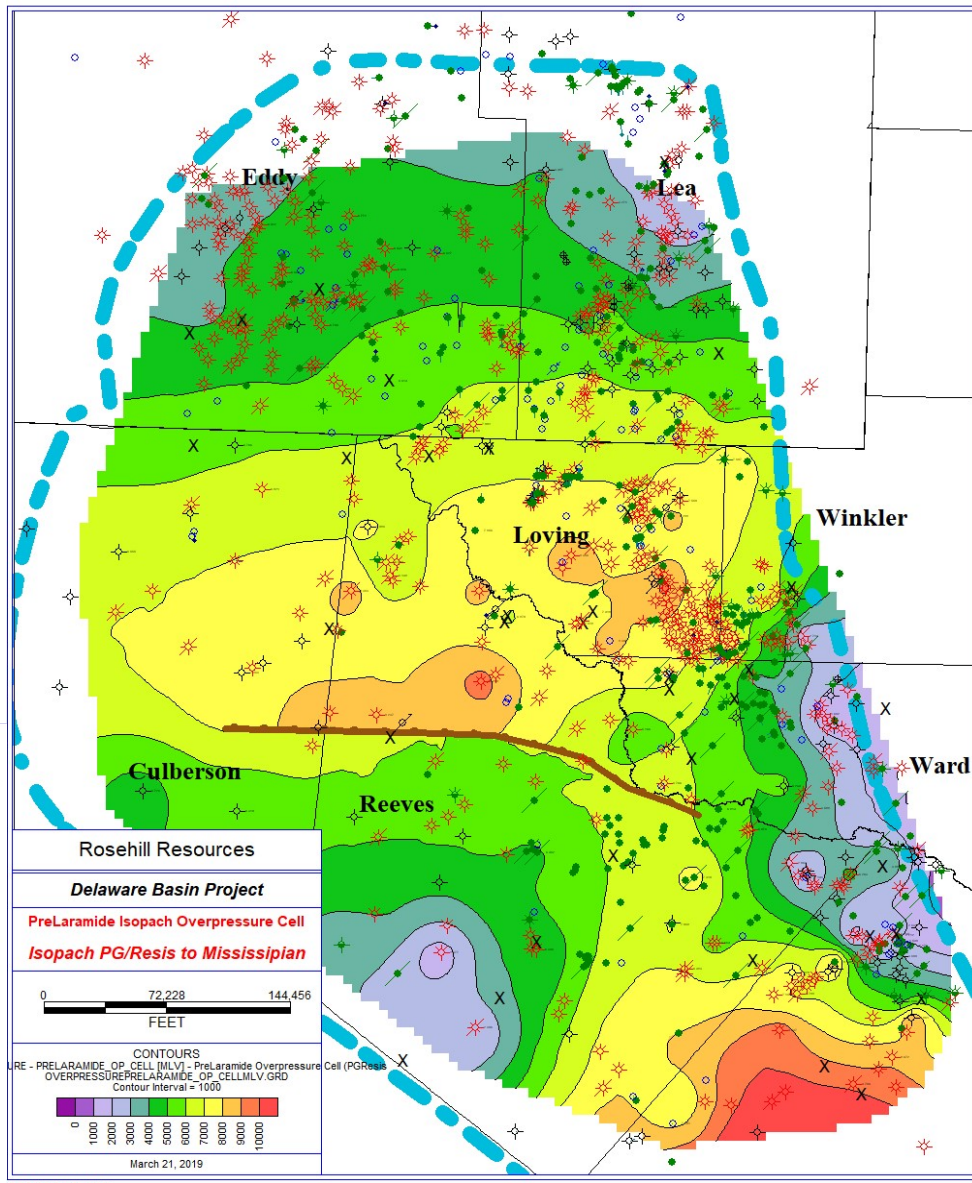 Eddy
Lea
Loving
Winkler
Culberson
Reeves
Ward
Rosehill Resources
Delaware Basin Project
PreLaramide Isopach Overpressure Cell
Isopach PG/Resis to Mississipian
0 72,228 144,456
FEET
CONTOURS
URE - PRELARAMIDE_OP_CELL [MLV] - PreLaramide Overpressure Cell (PGResis
OVERPRESSUREPRELARAMIDE_OP_CELLMLV.GRD
Contour Interval = 1000
0 1000 2000 3000 4000 5000 6000 7000 8000 9000 10000
March 21, 2019